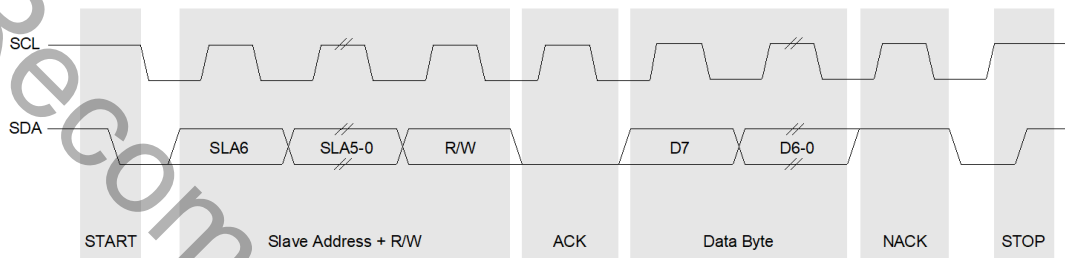 SCL
SDA
SLA6 SLA5-0 R/W D7 D6-0
START Slave Address + R/W ACK Data Byte NACK STOP